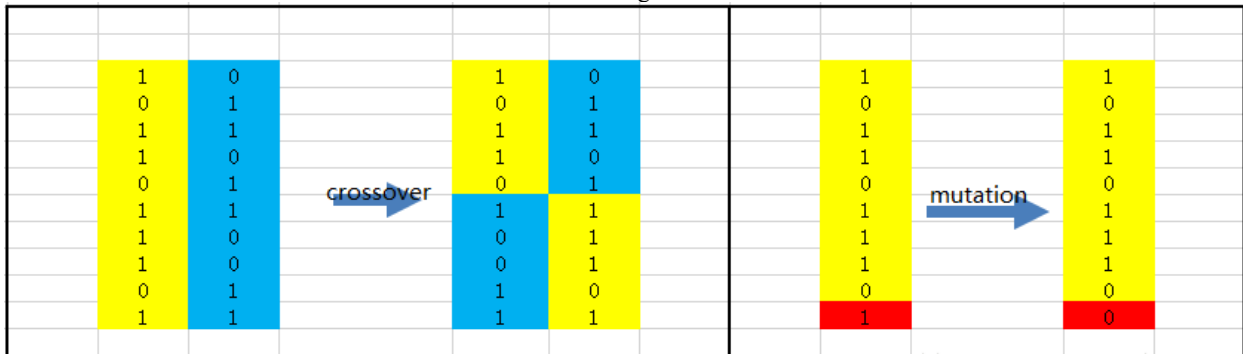 1 0 1 0 1 1
0 1 0 1 0 0
1 1 1 1 1 1
1 0 1 0 1 1
0 1 crossover 0 1 0 mutation 0
1 1 1 1 1 1
1 0 0 1 1 1
1 0 0 1 1 1
0 1 1 0 0 0
1 1 1 1 1 0